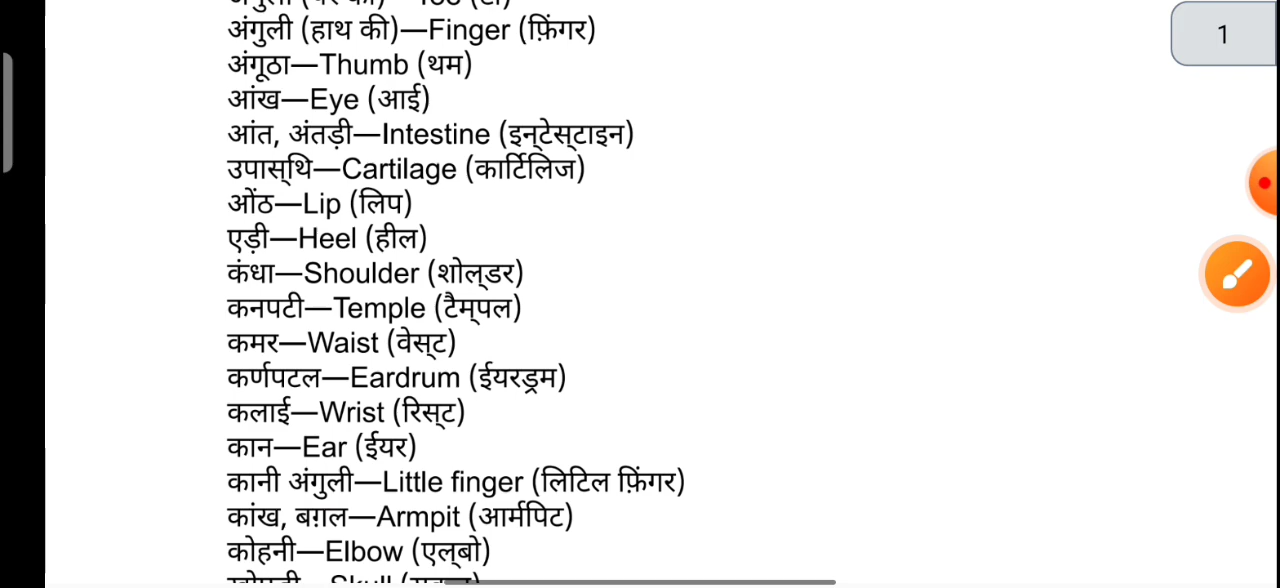 अंगुली (हाथ की)—Finger (फ़िंगर)
अंगूठा—Thumb (थम)
आंख—Eye (आई)
आंत, अंतड़ी—Intestine (इन्‌टेस्‌टाइन)
उपास्‌थि—Cartilage (कार्टिलिज)
ओंठ—Lip (लिप)
एड़ी—Heel (हील)
कंधा—Shoulder (शोल्‌डर)
कनपटी—Temple (टैम्‌पल)
कमर—Waist (वेस्‌ट)
कर्णपटल—Eardrum (ईयरड्रम)
कलाई—Wrist (रिस्‌ट)
कान—Ear (ईयर)
कानी अंगुली—Little finger (लिटिल फ़िंगर)
कांख, बग़ल—Armpit (आर्मपिट)
कोहनी—Elbow (एल्‌बो)
1